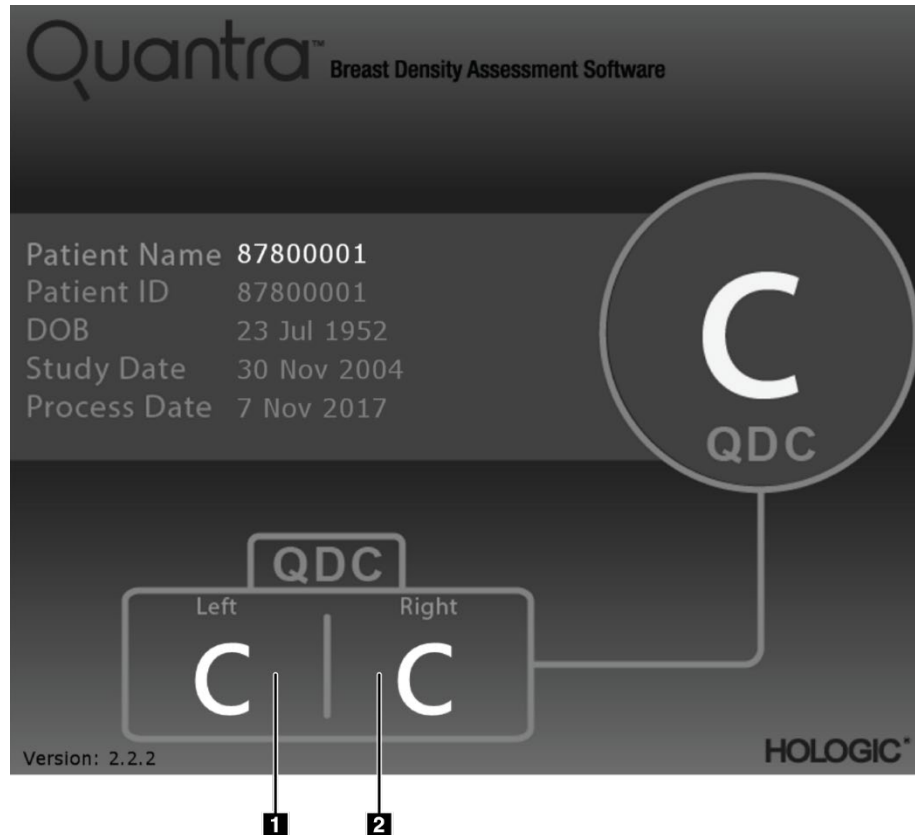 Quantra™ Breast Density Assessment Software
Patient Name 87800001
Patient ID 87800001
DOB 23 Jul 1952
Study Date 30 Nov 2004
Process Date 7 Nov 2017
C
QDC
QDC
Left Right
C C
Version: 2.2.2
HOLOGIC®
1 2